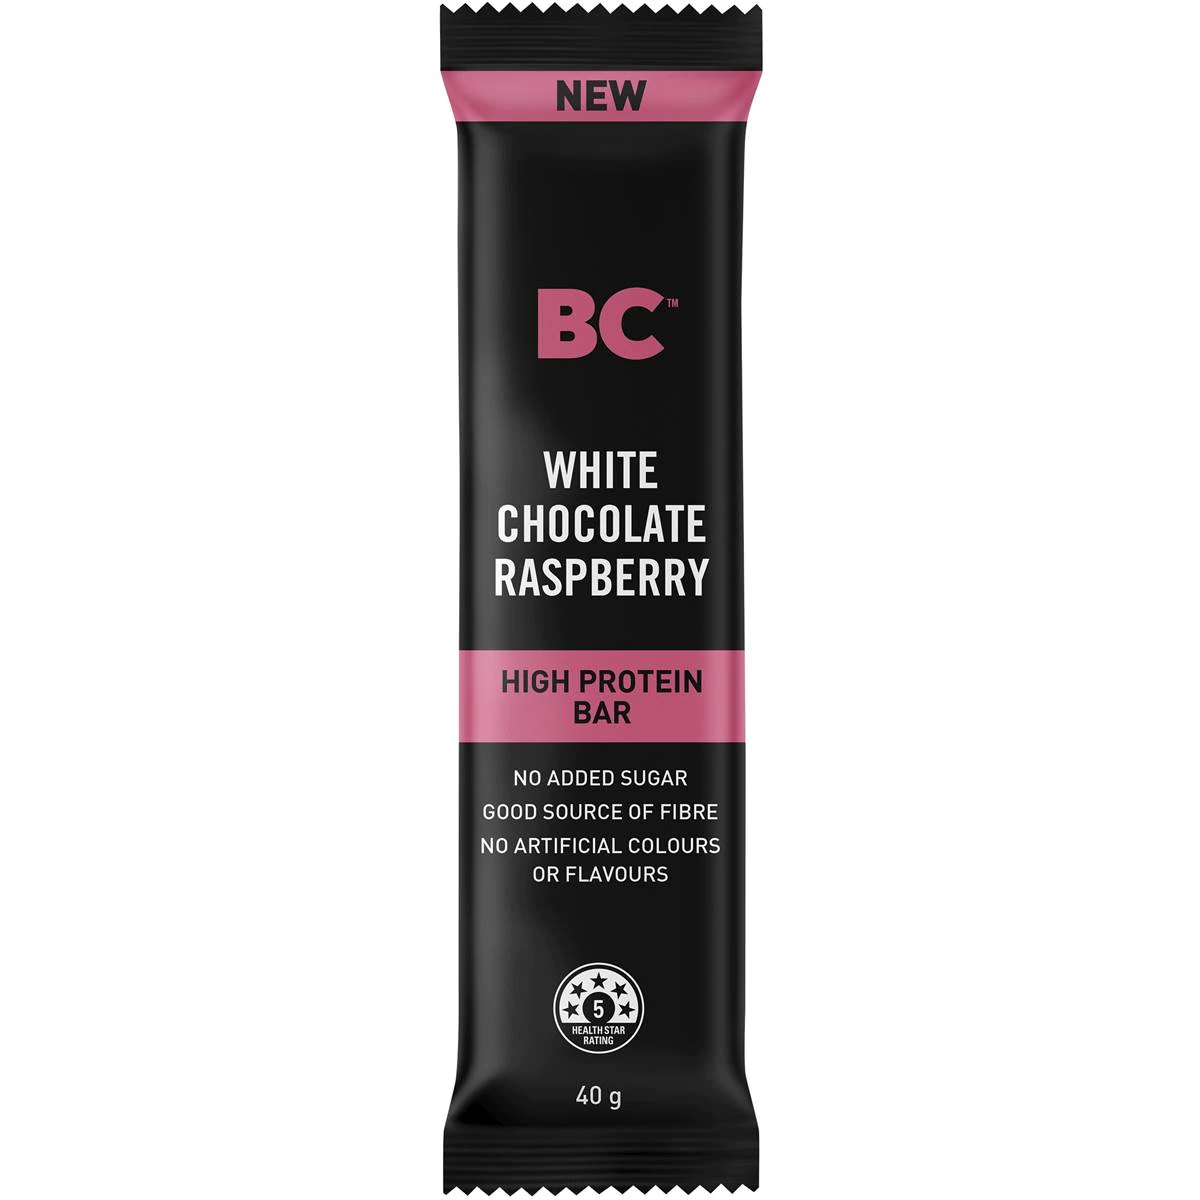 NEW
BC™
WHITE
CHOCOLATE
RASPBERRY
HIGH PROTEIN
BAR
NO ADDED SUGAR
GOOD SOURCE OF FIBRE
NO ARTIFICIAL COLOURS
OR FLAVOURS
5
HEALTH STAR
RATING
40 g